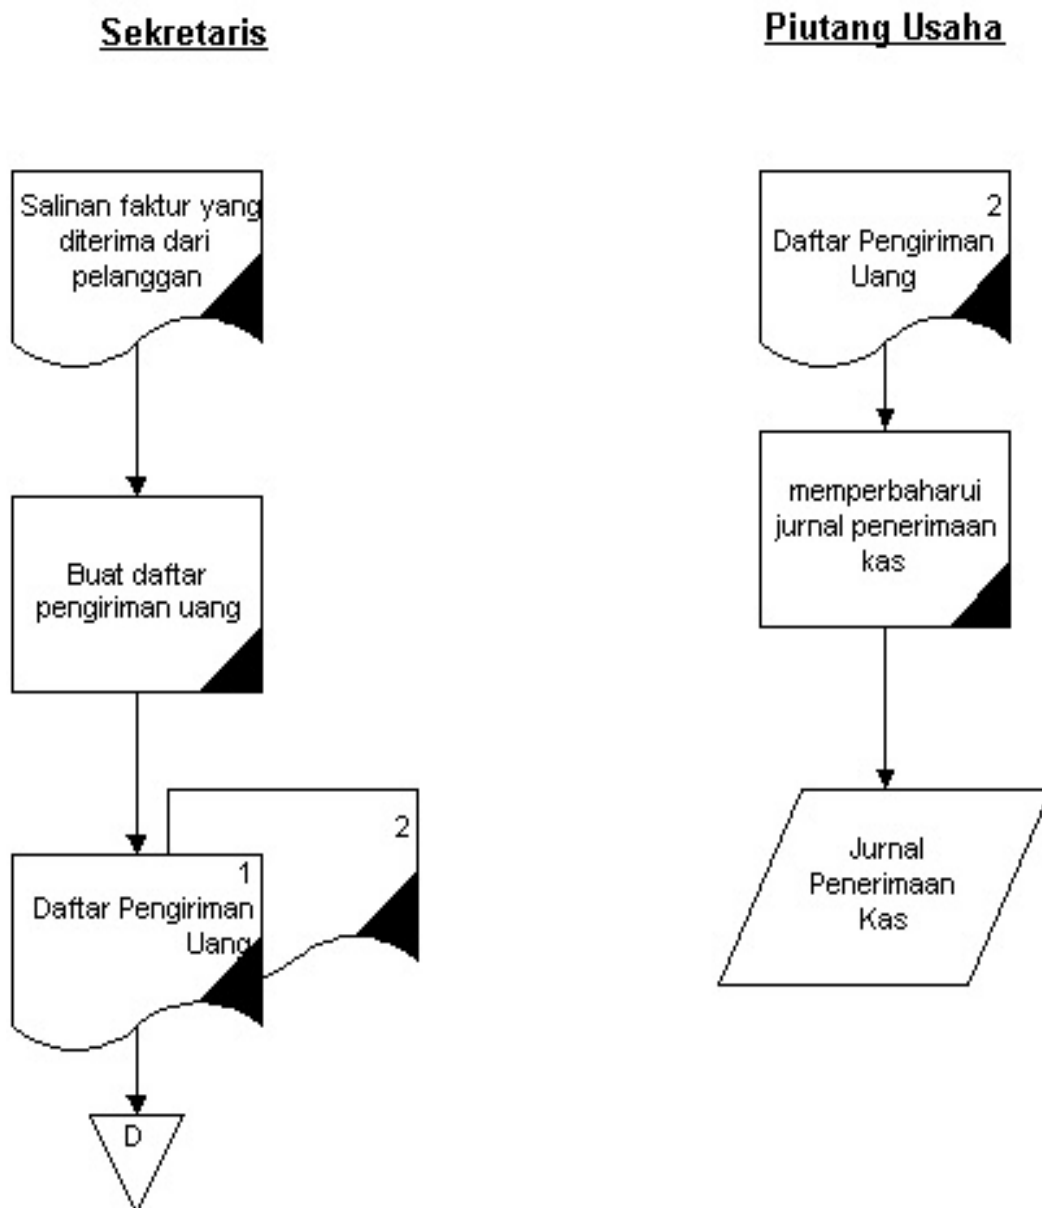 Sekretaris
Salinan faktur yang
diterima dari
pelanggan
Buat daftar
pengiriman uang
2
1
Daftar Pengiriman
Uang
D
Piutang Usaha
2
Daftar Pengiriman
Uang
memperbaharui
jurnal penerimaan
kas
Jurnal
Penerimaan
Kas